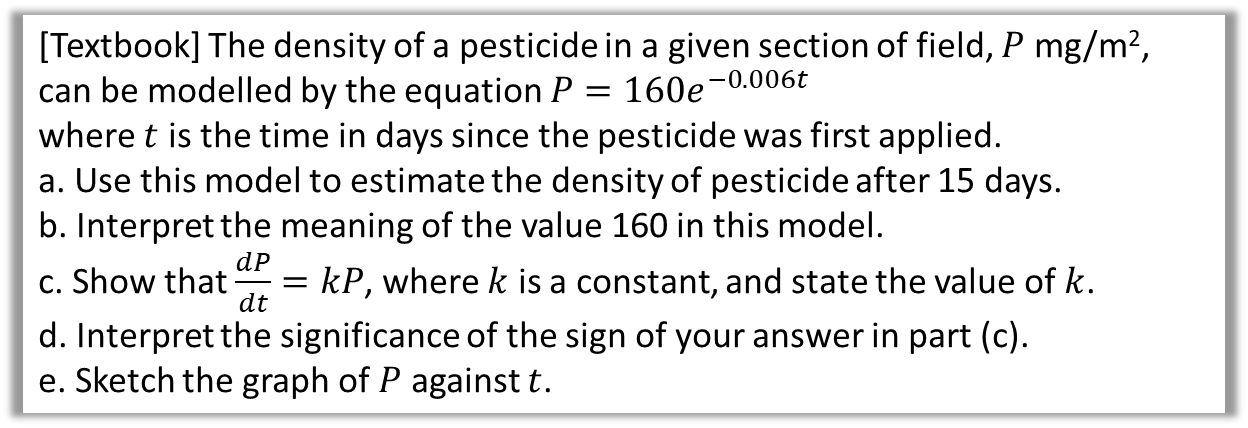 [Textbook] The density of a pesticide in a given section of field, P mg/m²,
can be modelled by the equation P = 160e^{-0.006t}
where t is the time in days since the pesticide was first applied.
a. Use this model to estimate the density of pesticide after 15 days.
b. Interpret the meaning of the value 160 in this model.
c. Show that dP/dt = kP, where k is a constant, and state the value of k.
d. Interpret the significance of the sign of your answer in part (c).
e. Sketch the graph of P against t.